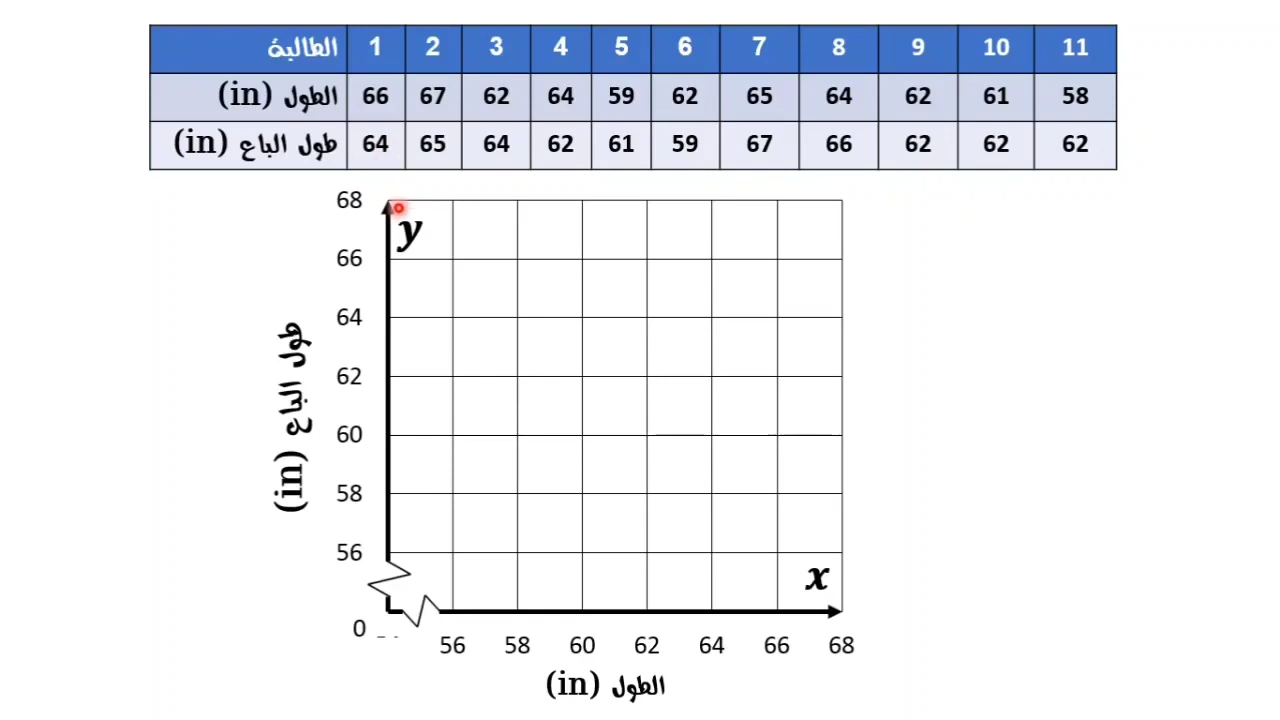 الطالبة 1 2 3 4 5 6 7 8 9 10 11
الطول (in) 66 67 62 64 59 62 65 64 62 61 58
طول الباع (in) 64 65 64 62 61 59 67 66 62 62 62
68
y
66
64
62
60
58
56
0
طول الباع (in)
x
56 58 60 62 64 66 68
الطول (in)